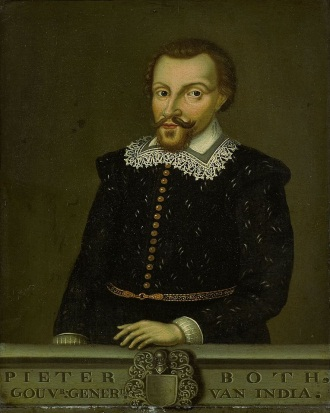 PIETER BOTH;
GOUV.R GENER.L VAN INDIA;